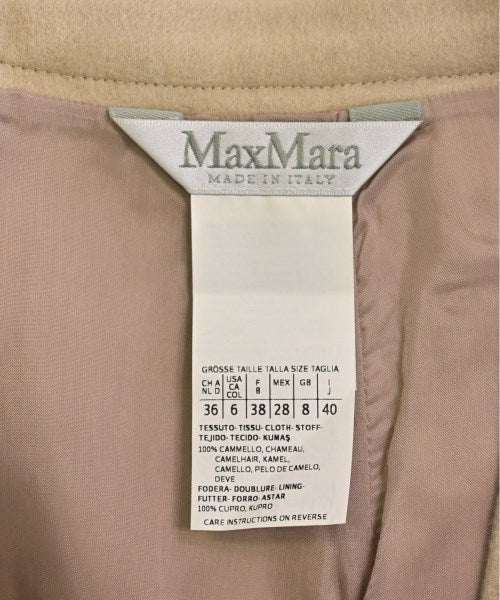 MaxMara
MADE IN ITALY
GRÖSSE TAILLE TALLA SIZE TAGLIA
CH A NL D USA CA COL F B MEX GB I J
36 6 38 28 8 40
TESSUTO-TISSU-CLOTH-STOFF-
TEJIDO-TECIDO-KUMAŞ
100% CAMMELLO, CHAMEAU,
CAMELHAIR, KAMEL,
CAMELLO, PELO DE CAMELO,
DEVE
FODERA-DOUBLURE-LINING-
FUTTER-FORRO-ASTAR
100% CUPRO, KUPRO
CARE INSTRUCTIONS ON REVERSE